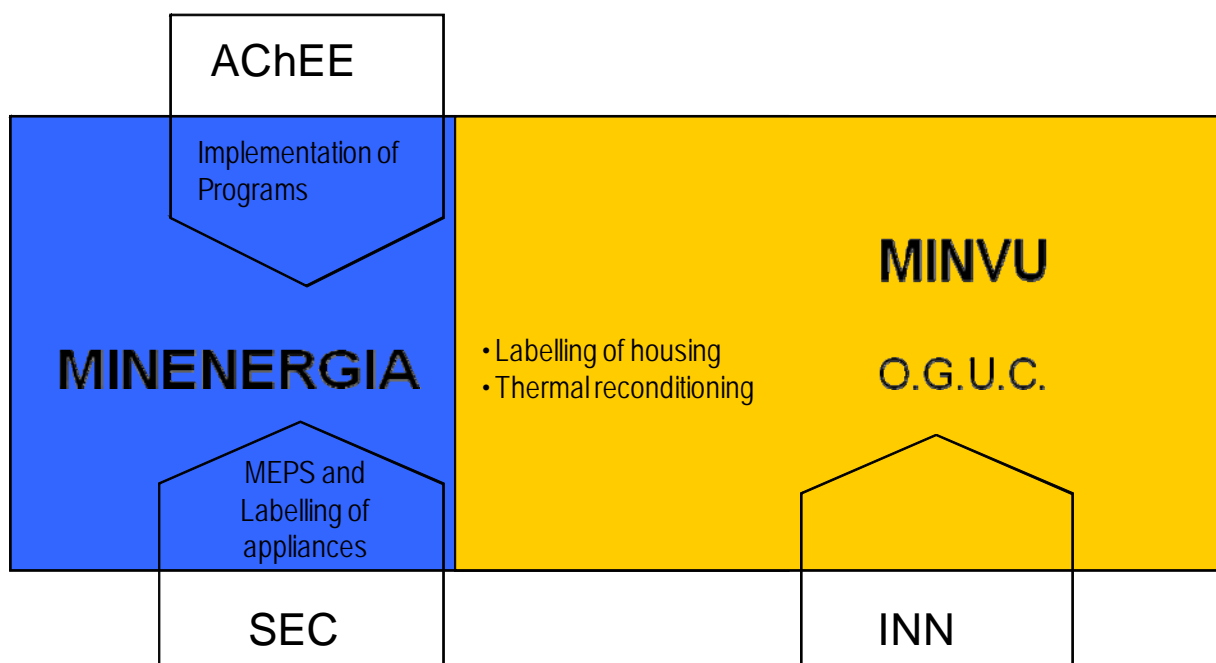 AChEE
Implementation of
Programs
MINENERGIA
MEPS and
Labelling of
appliances
SEC
• Labelling of housing
• Thermal reconditioning
MINVU
O.G.U.C.
INN